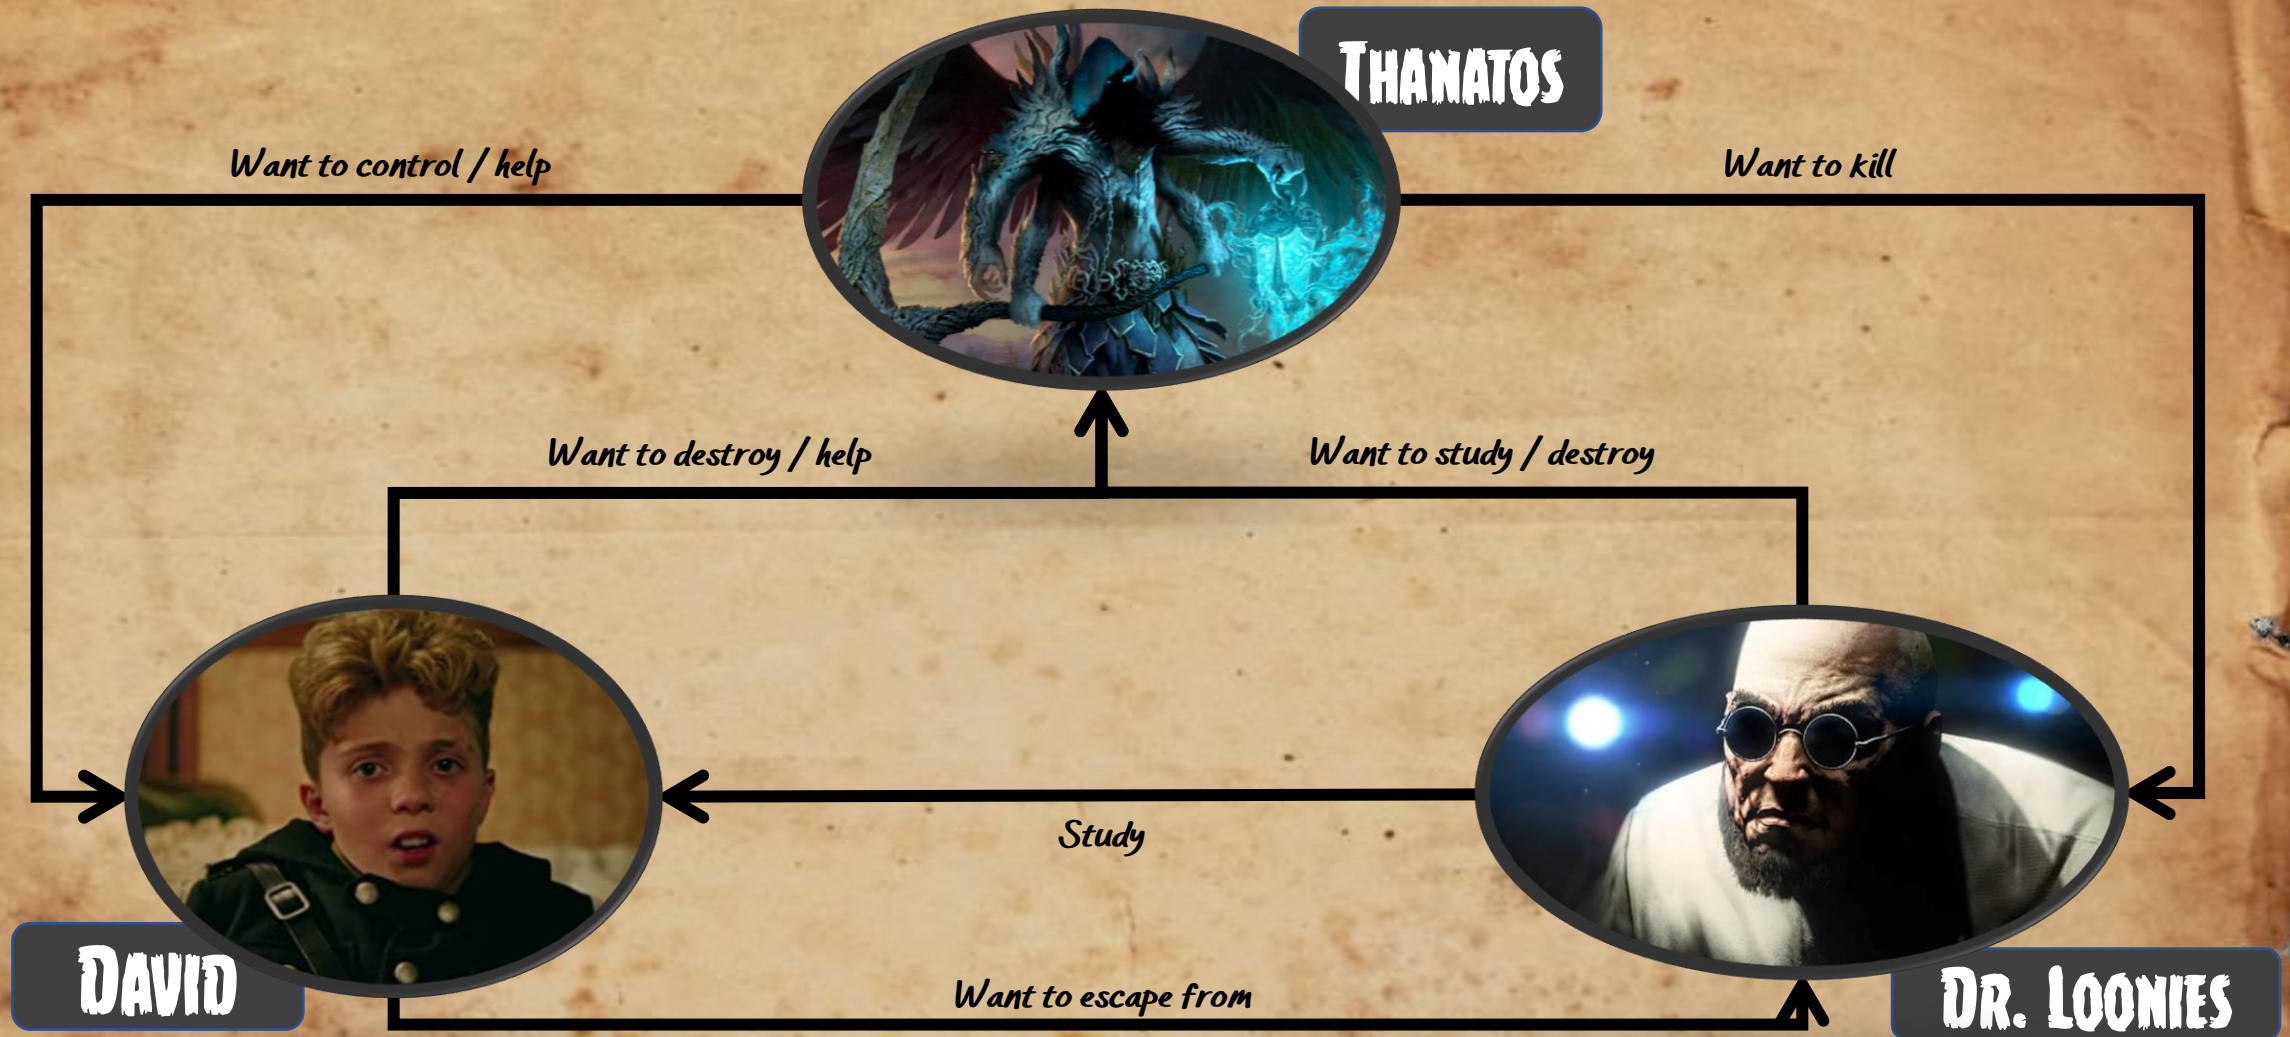 Thanatos
Want to control / help
Want to kill
Want to destroy / help
Want to study / destroy
Study
David
Want to escape from
Dr. Loonies